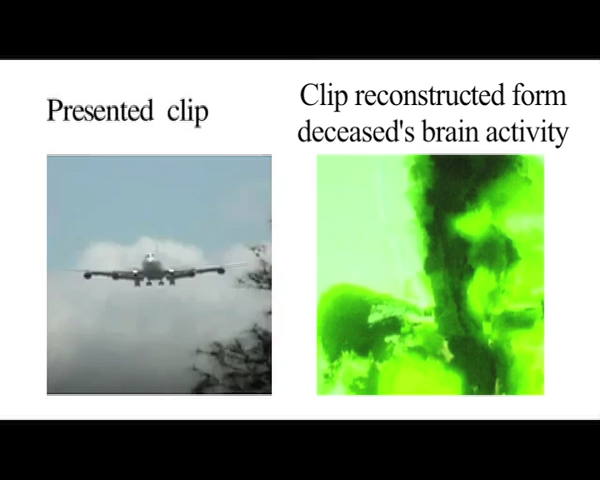 Presented clip
Clip reconstructed form
deceased's brain activity